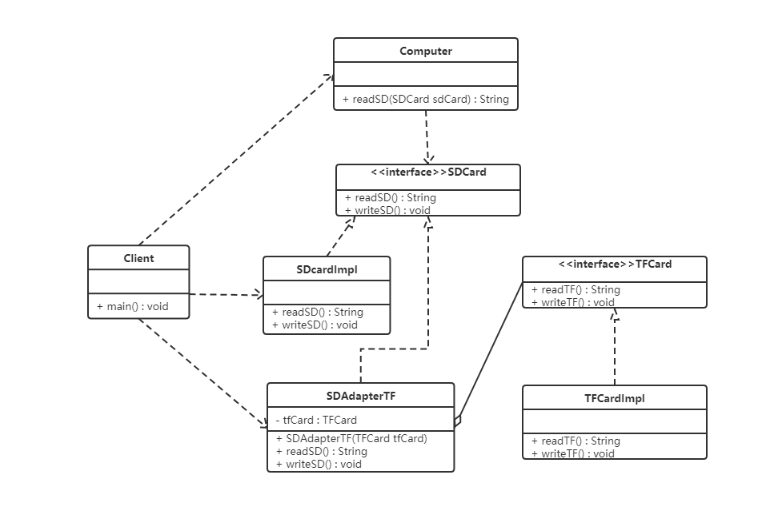 Computer
+ readSD(SDCard sdCard) : String
<<interface>>SDCard
+ readSD() : String
+ writeSD() : void
Client
+ main() : void
SDcardImpl
+ readSD() : String
+ writeSD() : void
<<interface>>TFCard
+ readTF() : String
+ writeTF() : void
SDAdapterTF
- tfCard : TFCard
+ SDAdapterTF(TFCard tfCard)
+ readSD() : String
+ writeSD() : void
TFCardImpl
+ readTF() : String
+ writeTF() : void